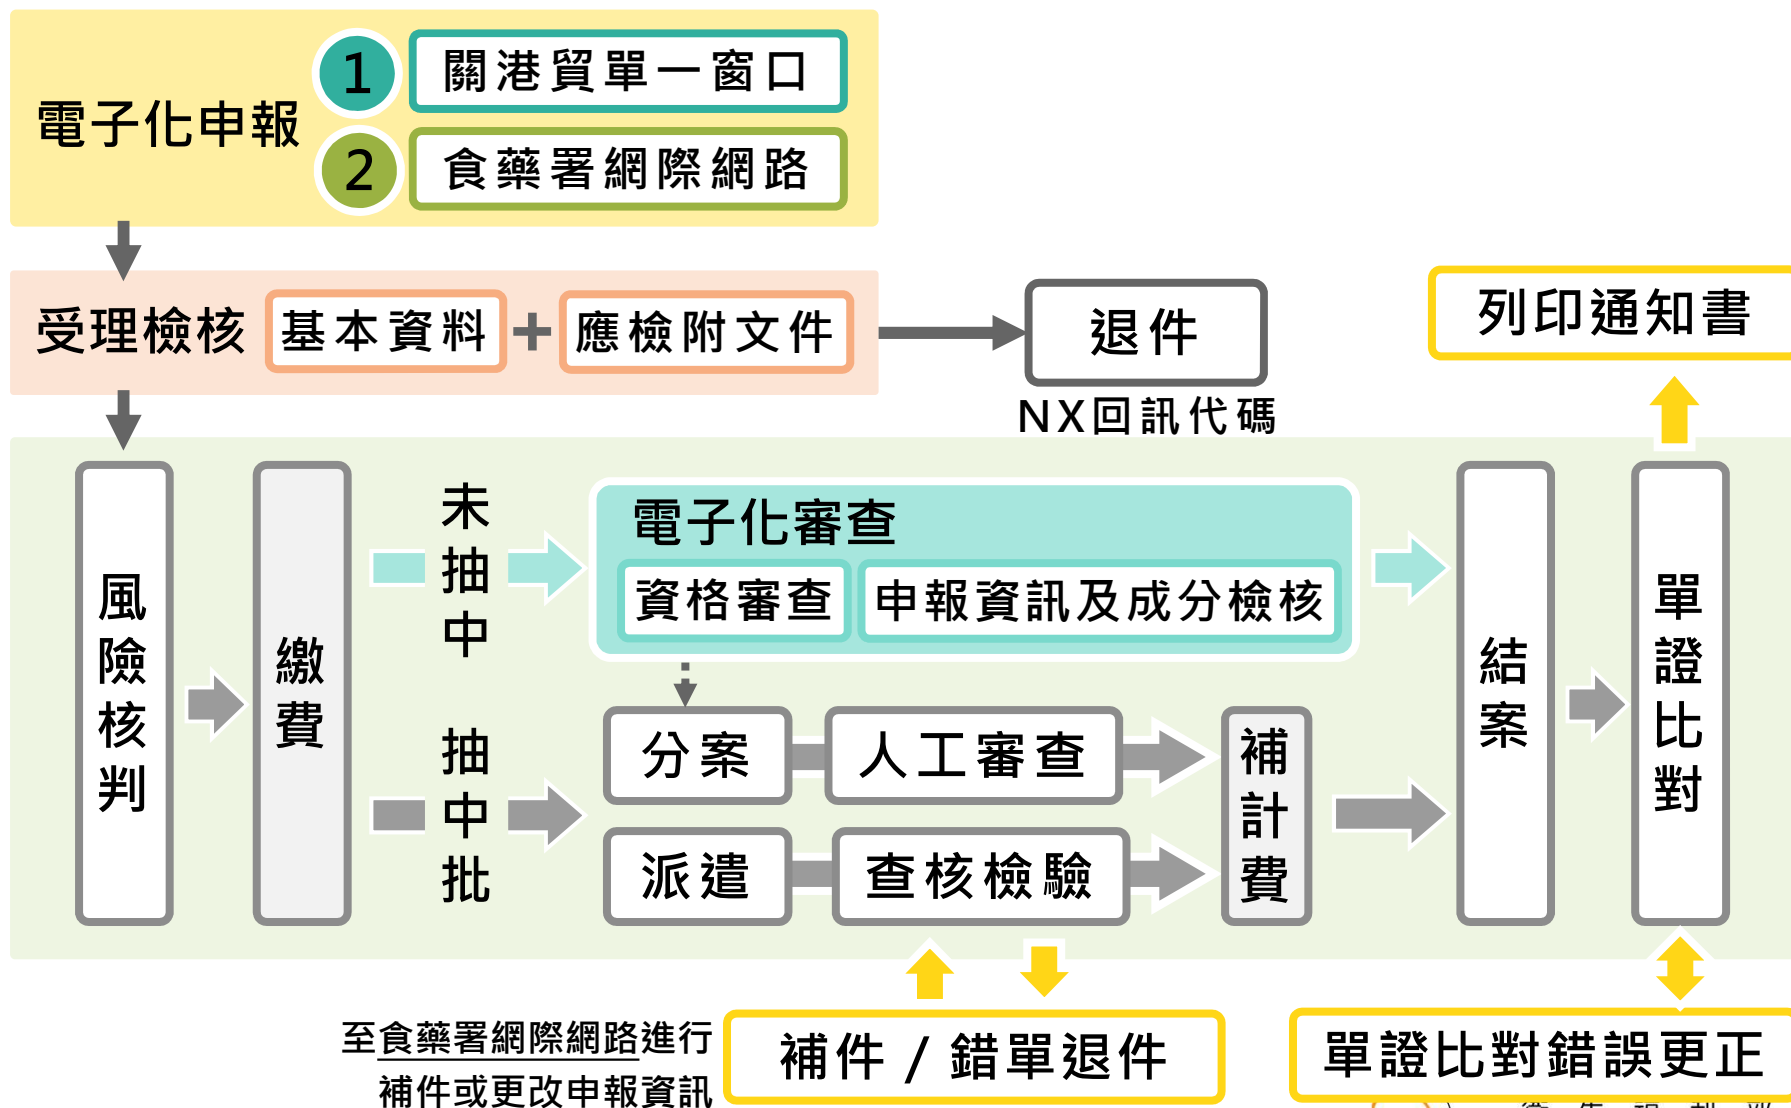 電子化申報
1
關港貿單一窗口
2
食藥署網際網路
受理檢核
基本資料
+
應檢附文件
退件
NX回訊代碼
列印通知書
風險核判
繳費
未抽中
電子化審查
資格審查
申報資訊及成分檢核
抽中批
分案
人工審查
派遣
查核檢驗
補計費
結案
單證比對
至食藥署網際網路進行
補件或更改申報資訊
補件 / 錯單退件
單證比對錯誤更正